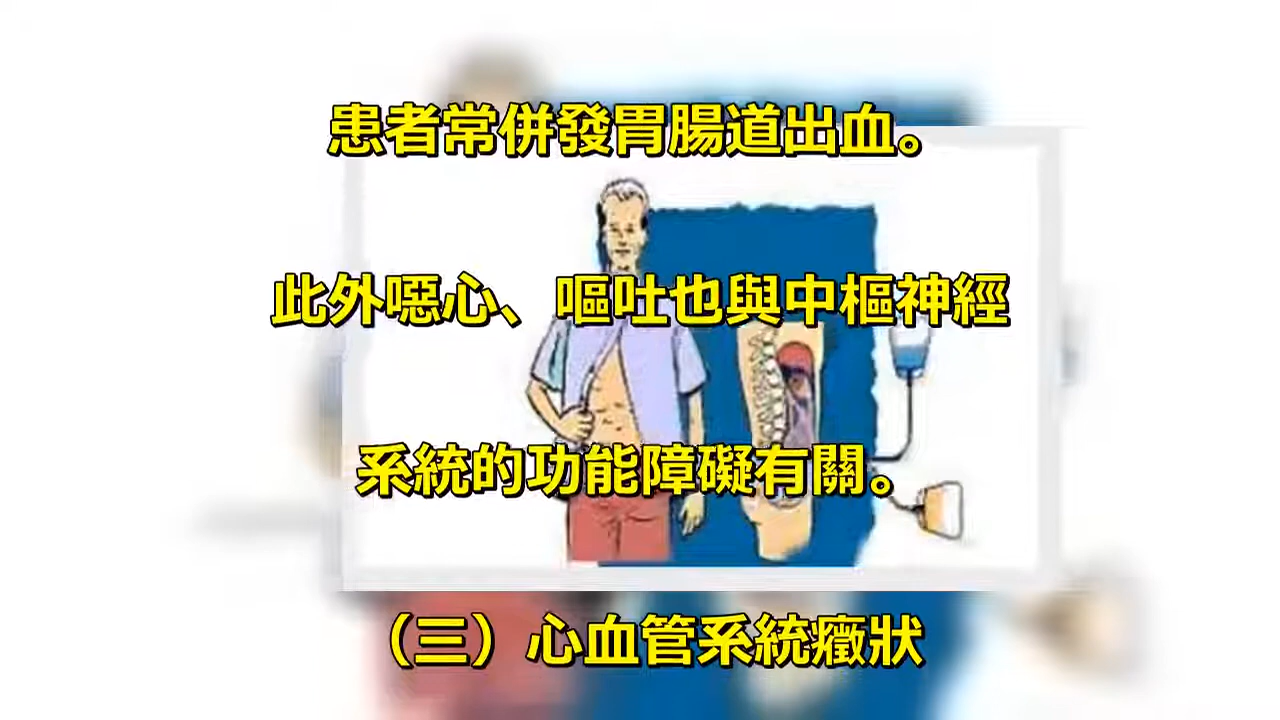 患者常併發胃腸道出血。
此外噁心、嘔吐也與中樞神經
系統的功能障礙有關。
（三）心血管系統癥狀